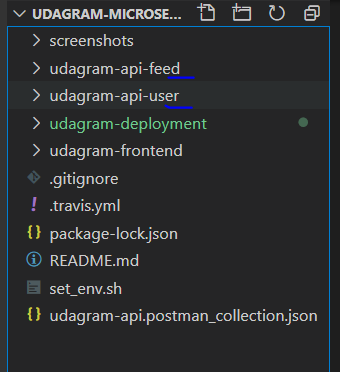 UDAGRAM-MICROSE...
screenshots
udagram-api-feed
udagram-api-user
udagram-deployment
udagram-frontend
.gitignore
.travis.yml
package-lock.json
README.md
set_env.sh
udagram-api.postman_collection.json